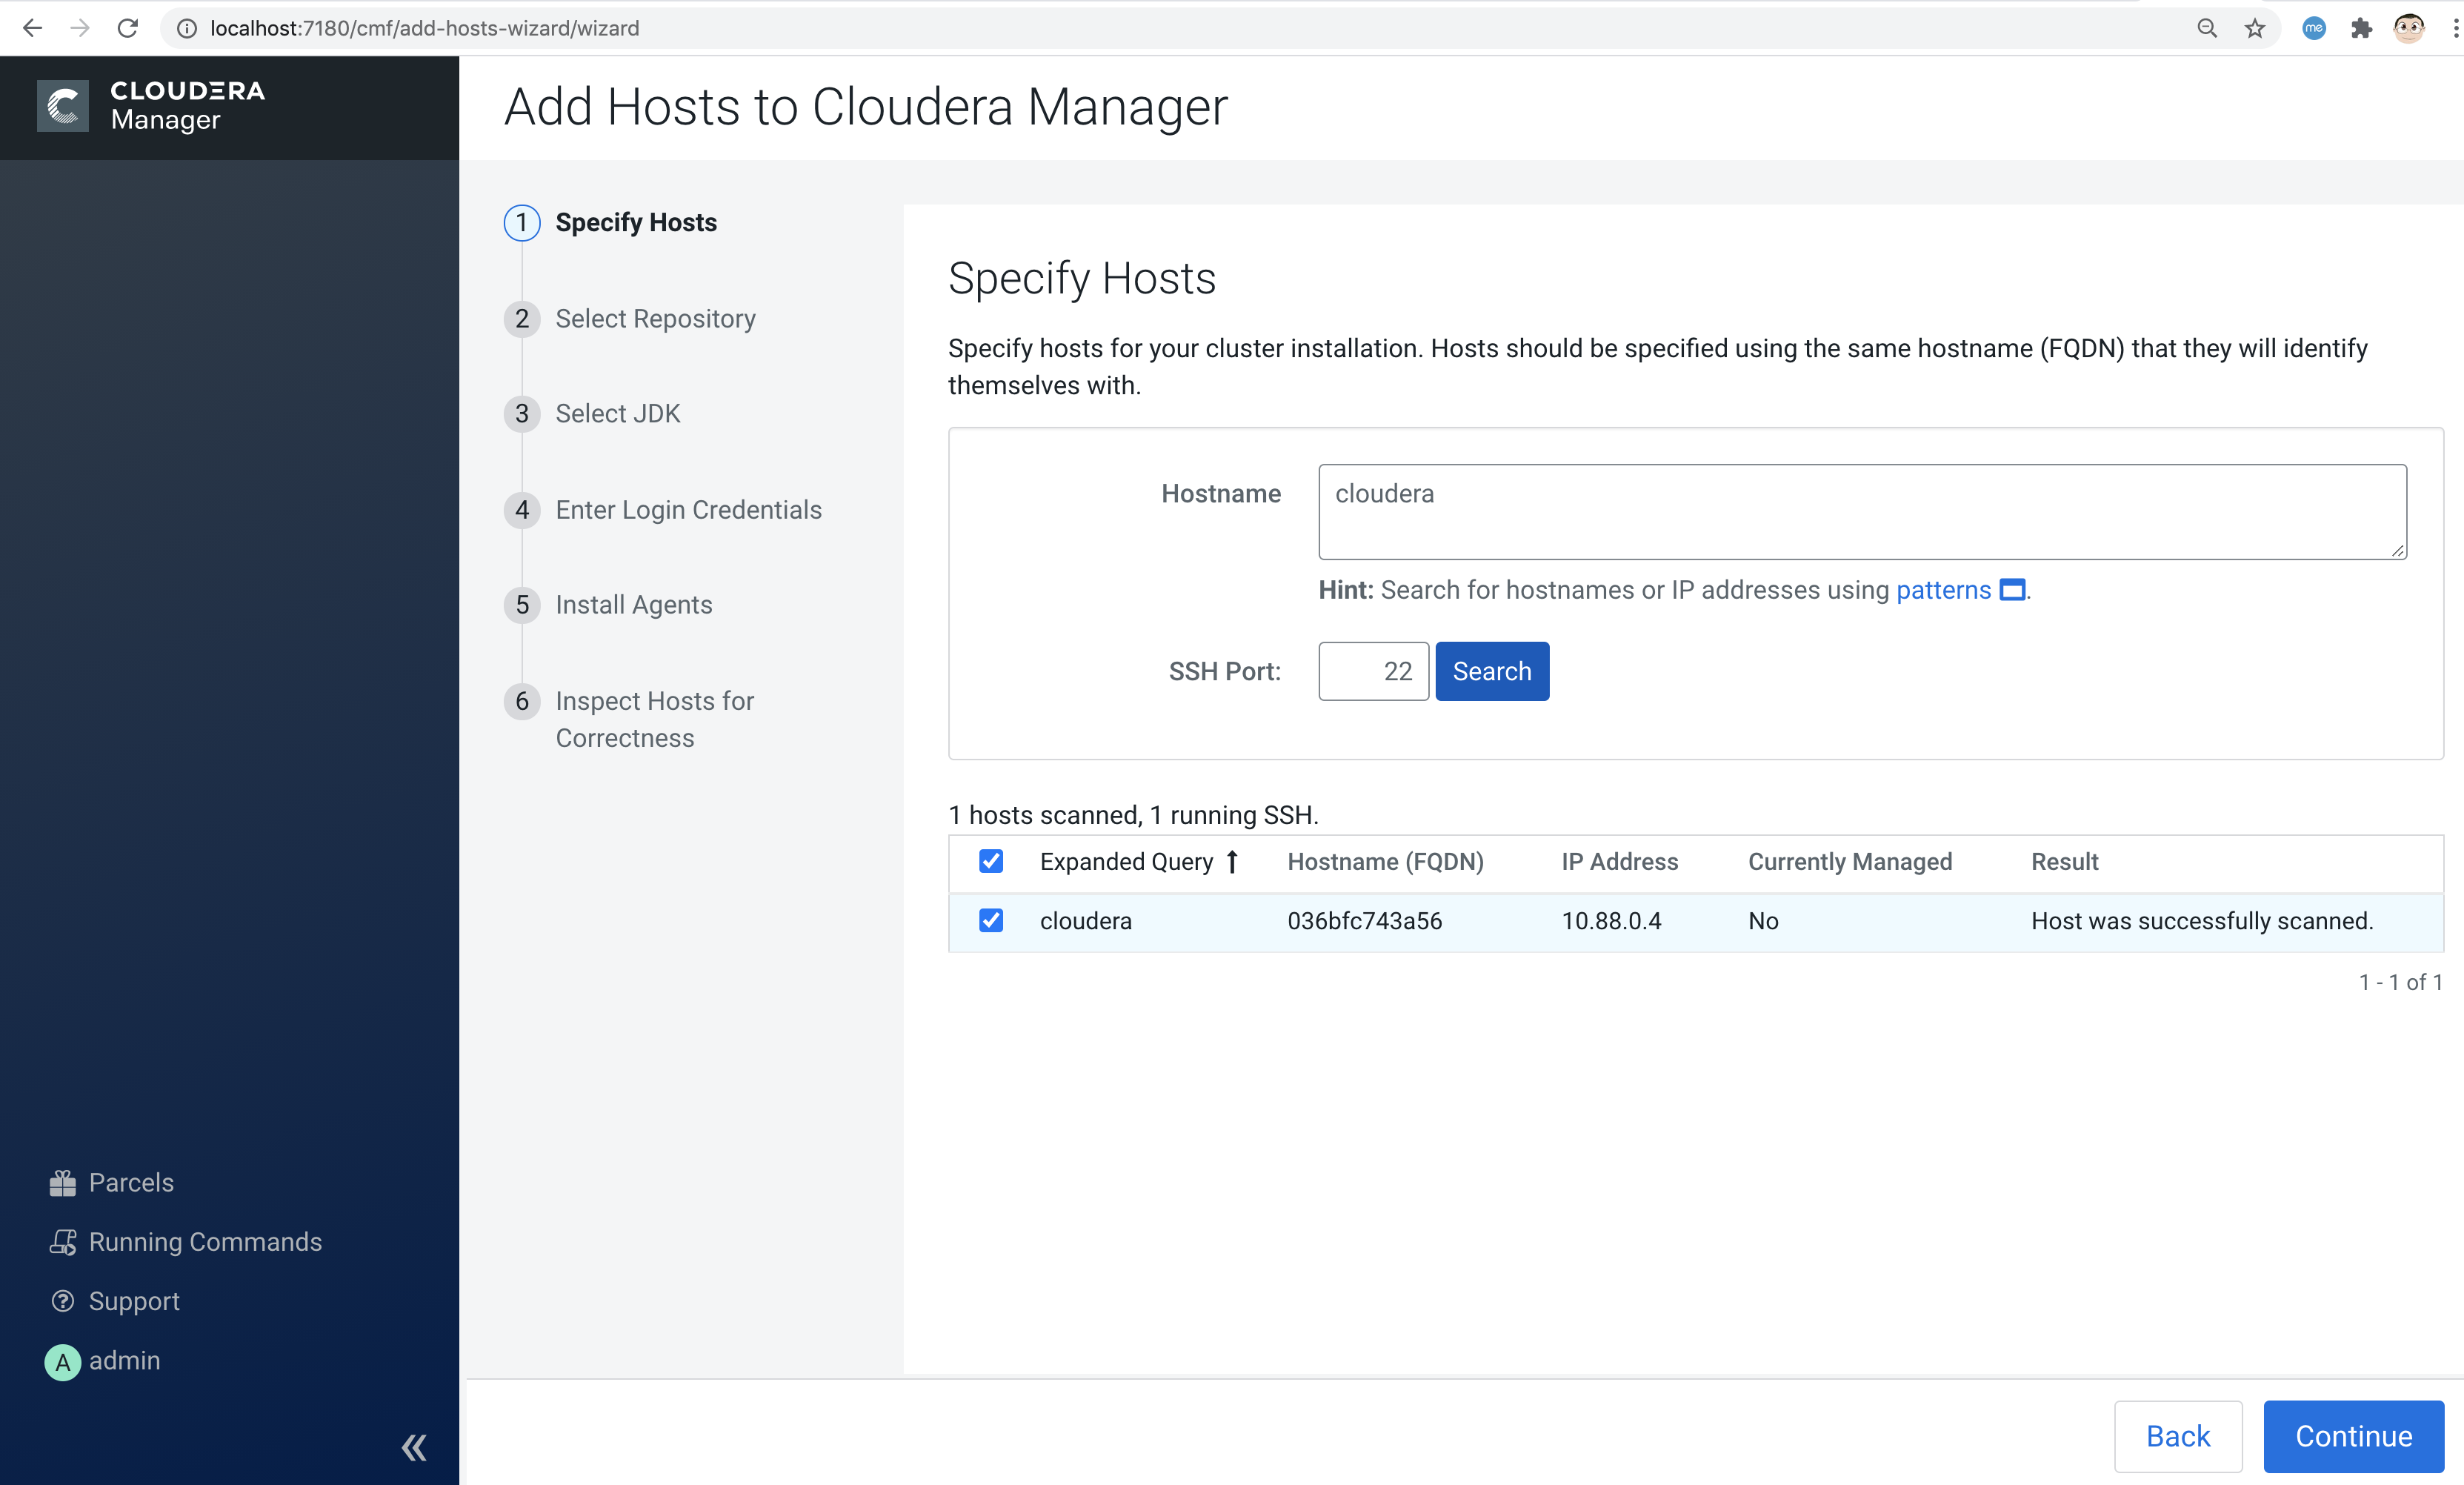 localhost:7180/cmf/add-hosts-wizard/wizard
me
CLOUDERA
Manager
Add Hosts to Cloudera Manager
1 Specify Hosts
2 Select Repository
3 Select JDK
4 Enter Login Credentials
5 Install Agents
6 Inspect Hosts for
Correctness
Specify Hosts
Specify hosts for your cluster installation. Hosts should be specified using the same hostname (FQDN) that they will identify
themselves with.
Hostname cloudera
Hint: Search for hostnames or IP addresses using patterns .
SSH Port: 22 Search
1 hosts scanned, 1 running SSH.
Expanded Query Hostname (FQDN) IP Address Currently Managed Result
cloudera 036bfc743a56 10.88.0.4 No Host was successfully scanned.
1 - 1 of 1
Parcels
Running Commands
Support
A admin
Back Continue